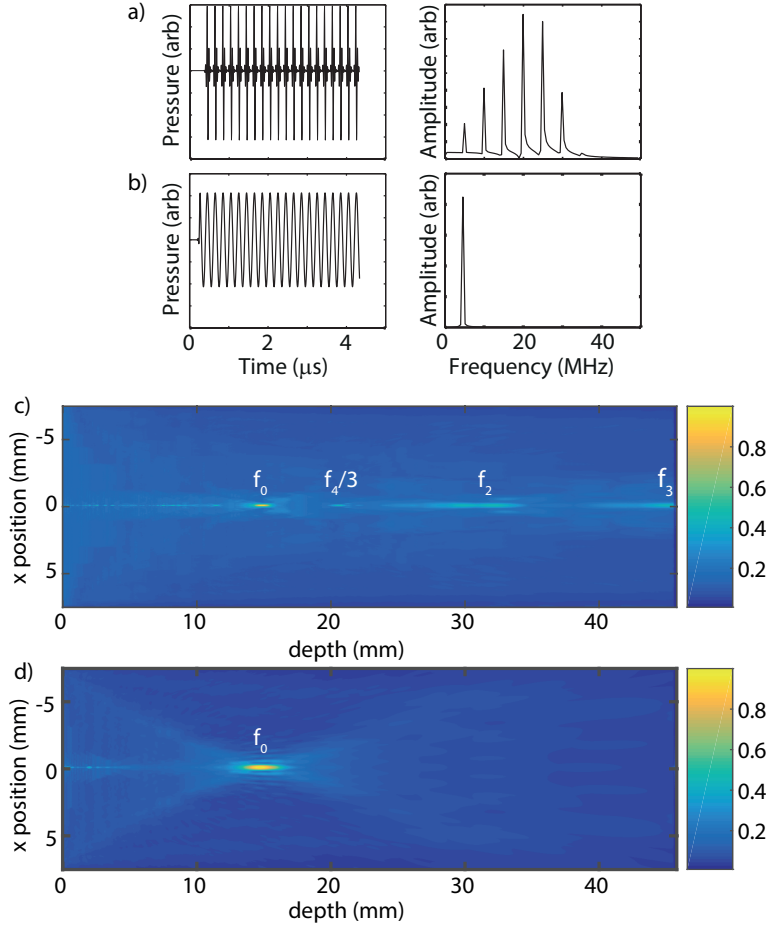 a)
Pressure (arb)
Amplitude (arb)
b)
Pressure (arb)
Amplitude (arb)
0 2 4
0 20 40
Time (μs)
Frequency (MHz)
c)
x position (mm)
-5
0
5
f0
f4/3
f2
f3
0.8
0.6
0.4
0.2
0 10 20 30 40
depth (mm)
d)
x position (mm)
-5
0
5
f0
0.8
0.6
0.4
0.2
0 10 20 30 40
depth (mm)